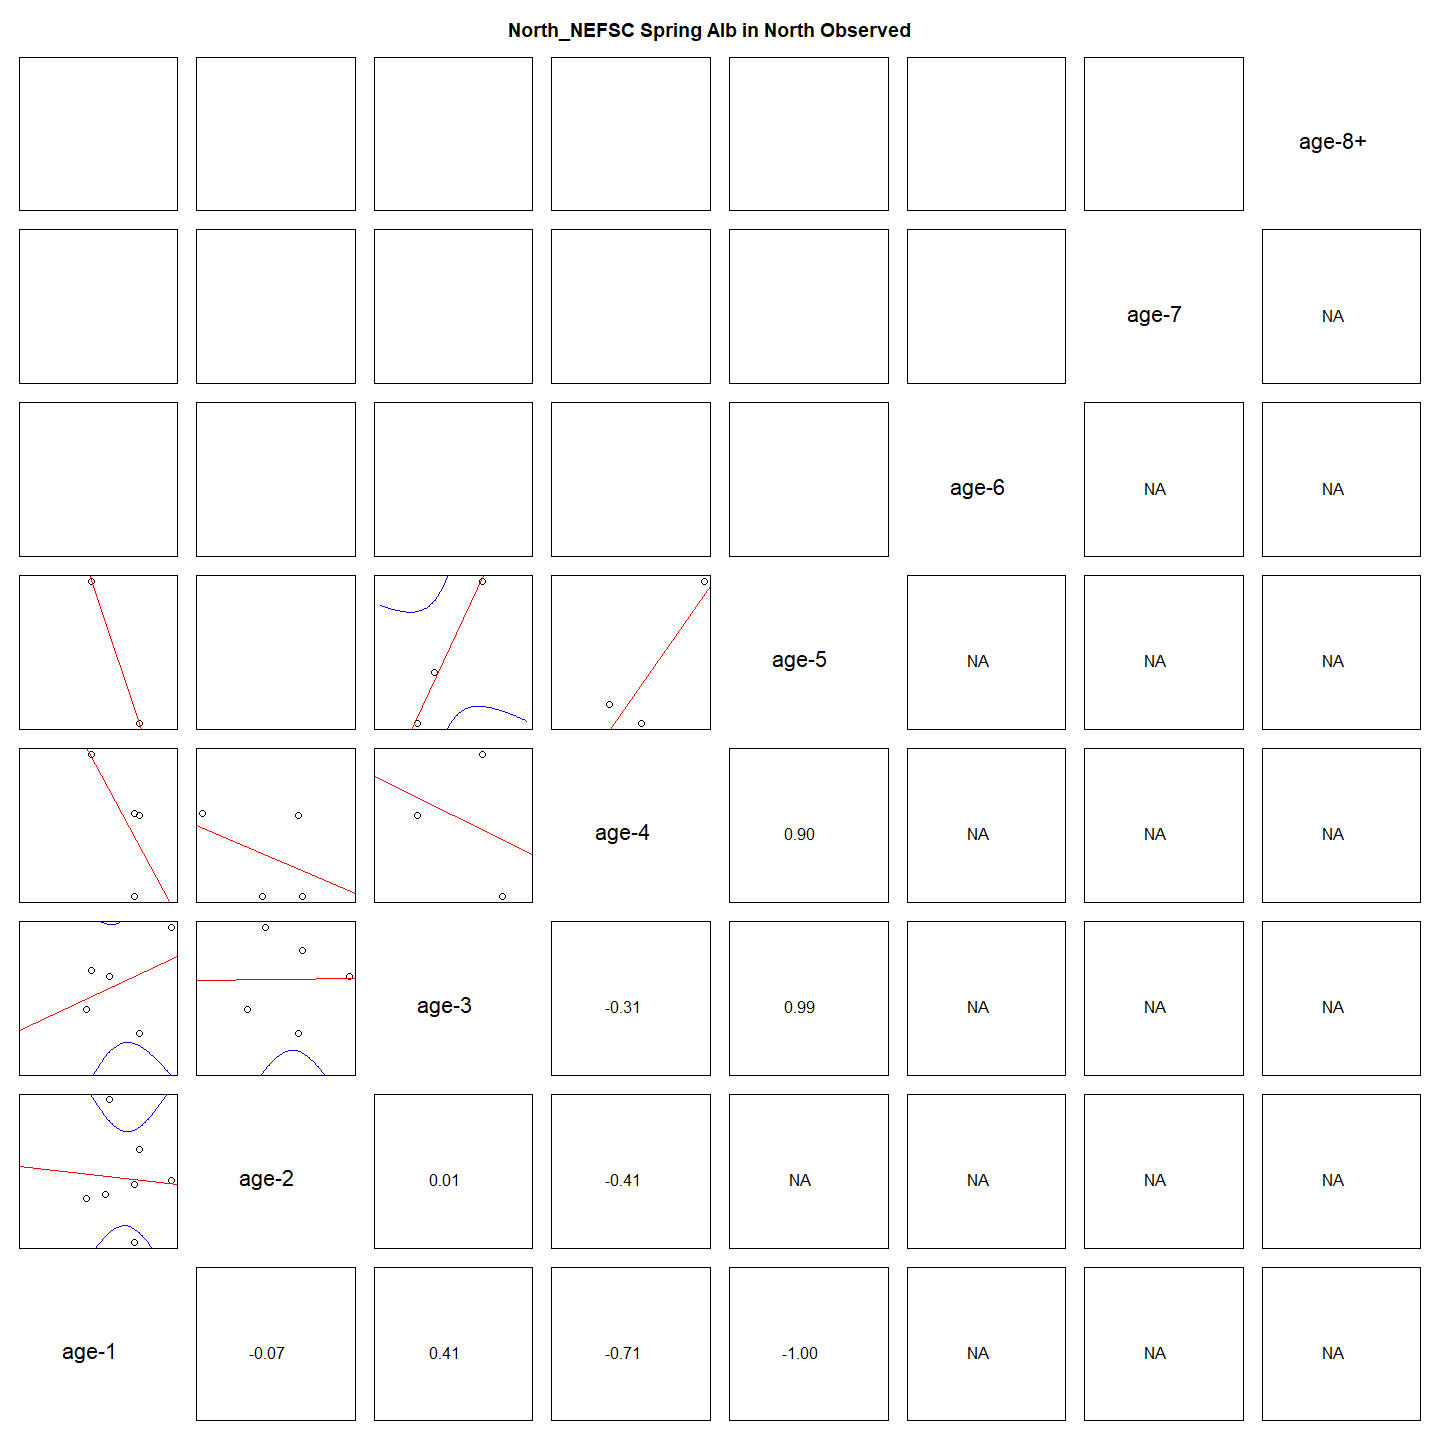 North_NEFSC Spring Alb in North Observed
age-8+
age-7 NA
age-6 NA NA
age-5 NA NA NA
age-4 0.90 NA NA NA
age-3 -0.31 0.99 NA NA NA
age-2 0.01 -0.41 NA NA NA NA
age-1 -0.07 0.41 -0.71 -1.00 NA NA NA